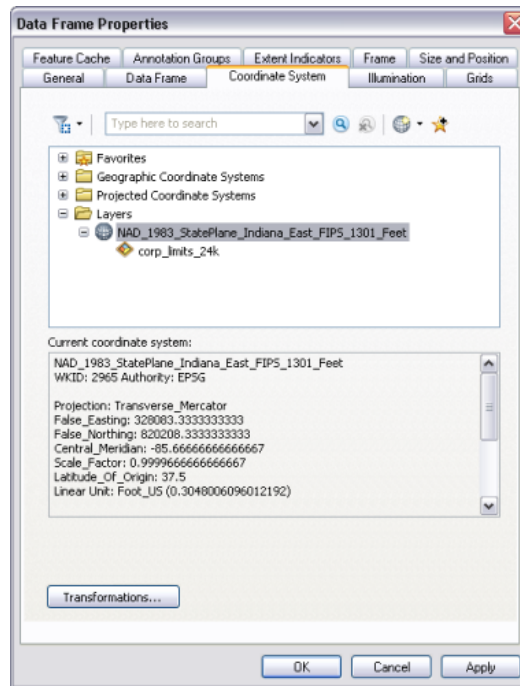 Data Frame Properties
Feature Cache Annotation Groups Extent Indicators Frame Size and Position
General Data Frame Coordinate System Illumination Grids
Type here to search
Favorites
Geographic Coordinate Systems
Projected Coordinate Systems
Layers
NAD_1983_StatePlane_Indiana_East_FIPS_1301_Feet
corp_limits_24k
Current coordinate system:
NAD_1983_StatePlane_Indiana_East_FIPS_1301_Feet
WKID: 2965 Authority: EPSG
Projection: Transverse_Mercator
False_Easting: 328083.3333333333
False_Northing: 820208.3333333333
Central_Meridian: -85.66666666666667
Scale_Factor: 0.9999666666666667
Latitude_Of_Origin: 37.5
Linear Unit: Foot_US (0.3048006096012192)
Transformations...
OK Cancel Apply